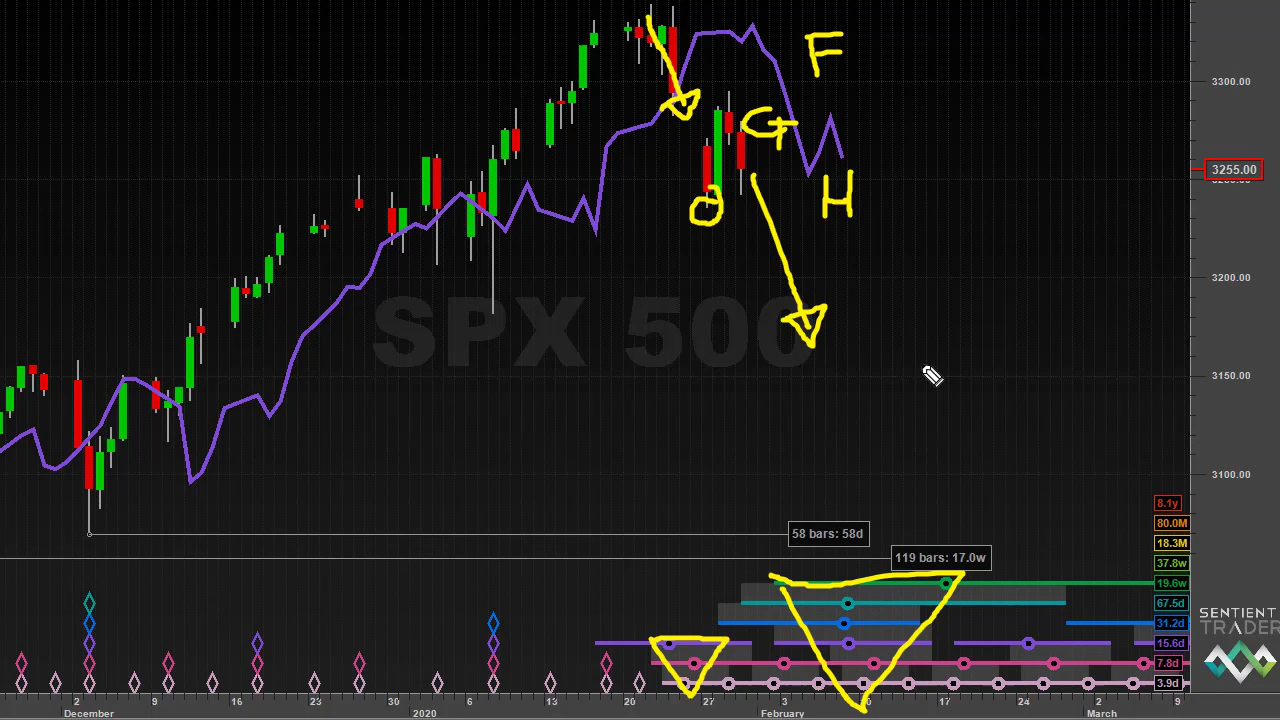 F
G
H
3300.00
3255.00
3200.00
3150.00
3100.00
SPX 500
58 bars: 58d
119 bars: 17.0w
8.1y
80.0M
18.3M
37.8w
19.6w
67.5d
31.2d
15.6d
7.8d
3.9d
SENTIENT
TRADER
2 9 16 23 30 6 13 20 27 3 10 17 24 2 9
December 2020 February March